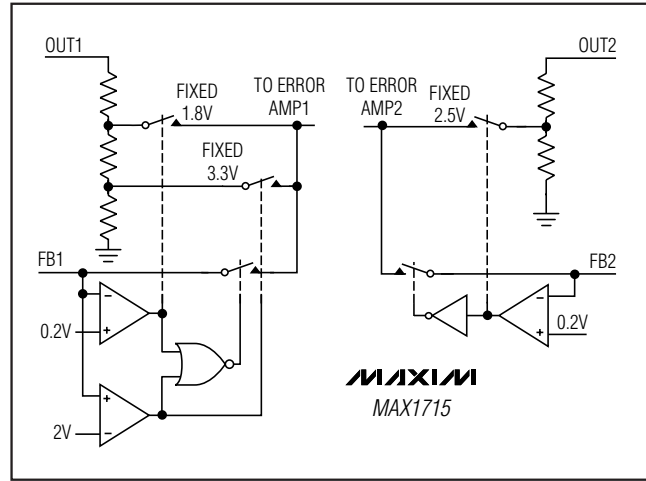 OUT1
OUT2
FIXED
1.8V
TO ERROR
AMP1
TO ERROR
AMP2
FIXED
2.5V
FIXED
3.3V
FB1
FB2
−
+
0.2V
−
+
0.2V
+
−
2V
MAXIM
MAX1715